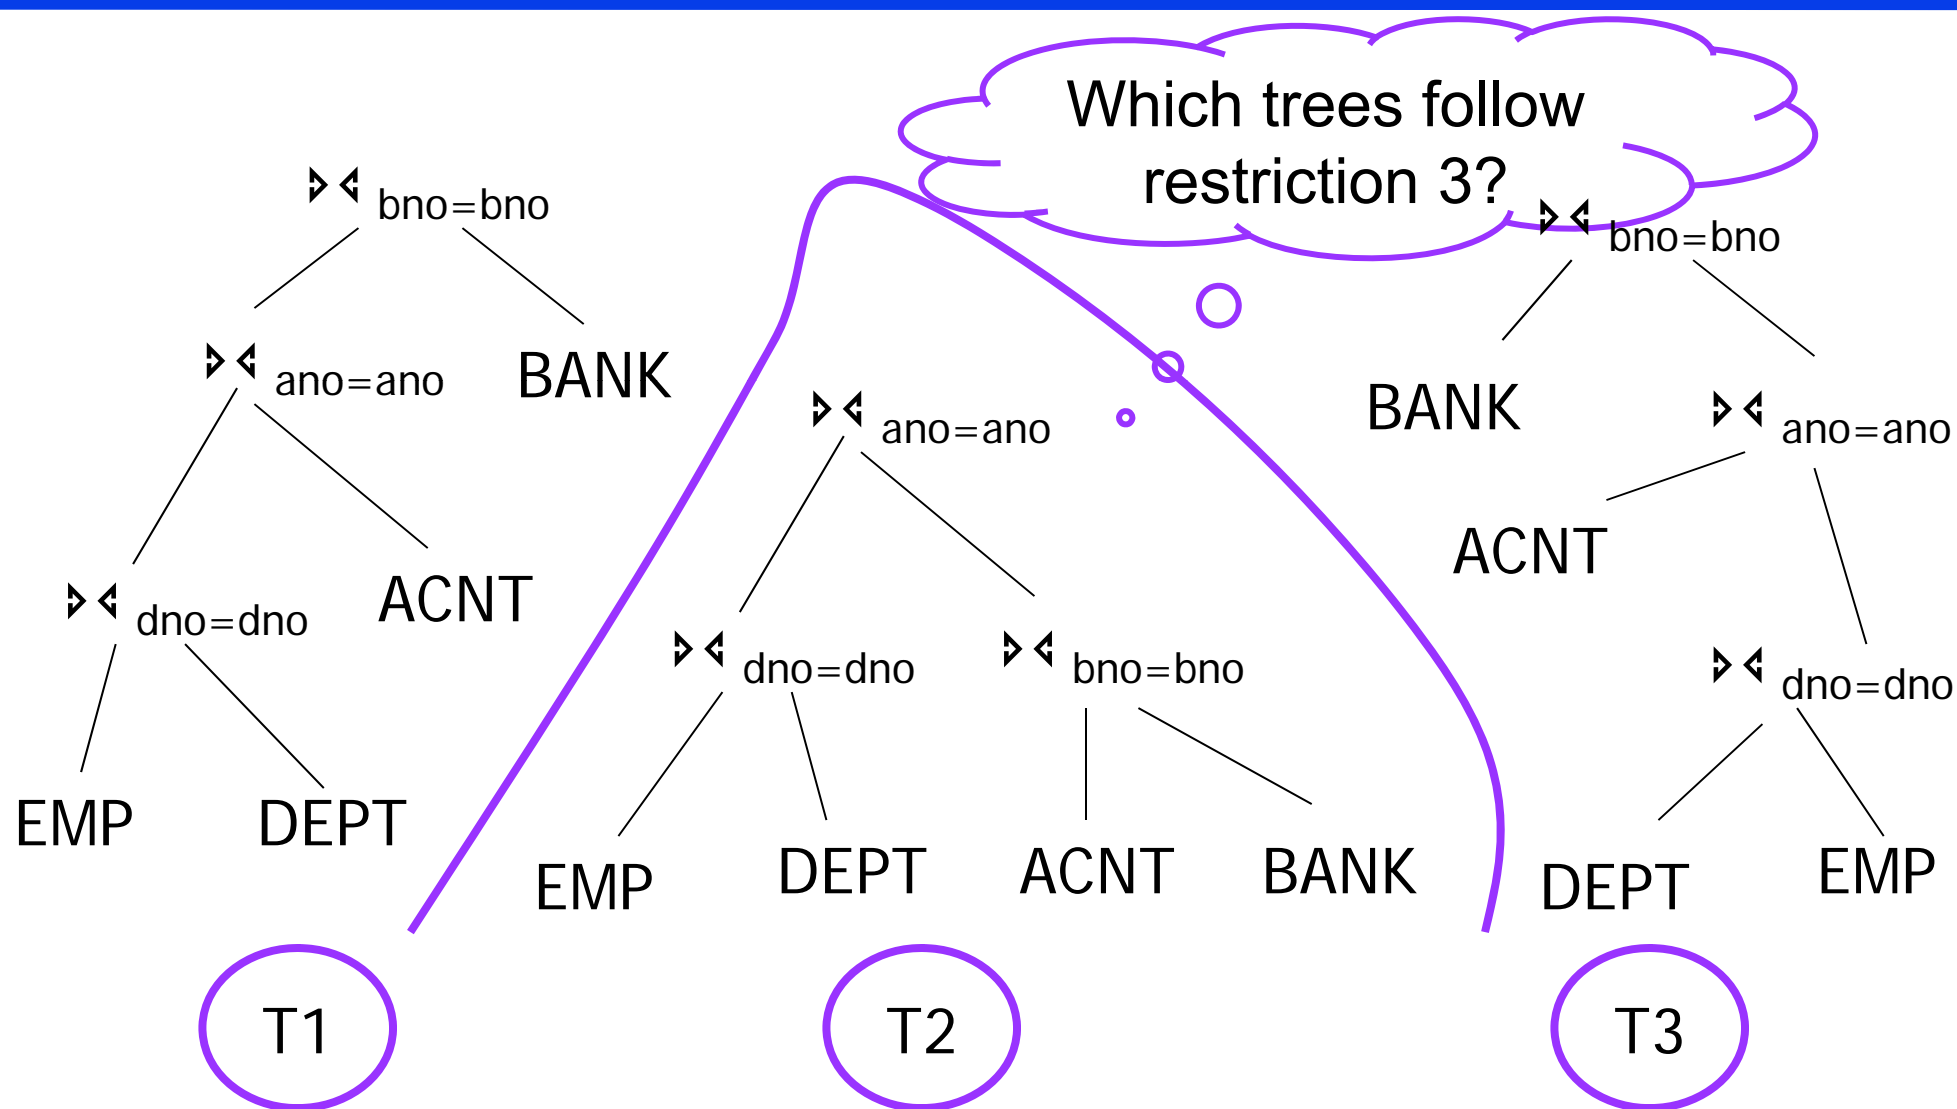 Which trees follow
restriction 3?
⋈ bno=bno
⋈ ano=ano
BANK
⋈ dno=dno
ACNT
EMP
DEPT
T1
⋈ ano=ano
⋈ dno=dno
⋈ bno=bno
EMP
DEPT
ACNT
BANK
T2
⋈ bno=bno
BANK
⋈ ano=ano
ACNT
⋈ dno=dno
DEPT
EMP
T3